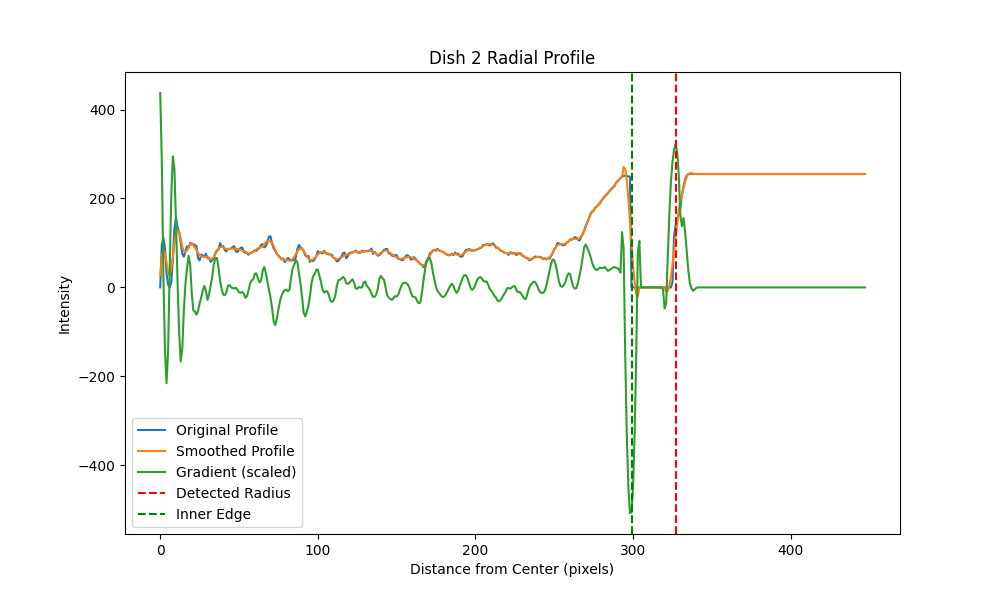 Dish 2 Radial Profile
Intensity
400
200
0
−200
−400
Original Profile
Smoothed Profile
Gradient (scaled)
Detected Radius
Inner Edge
0 100 200 300 400
Distance from Center (pixels)